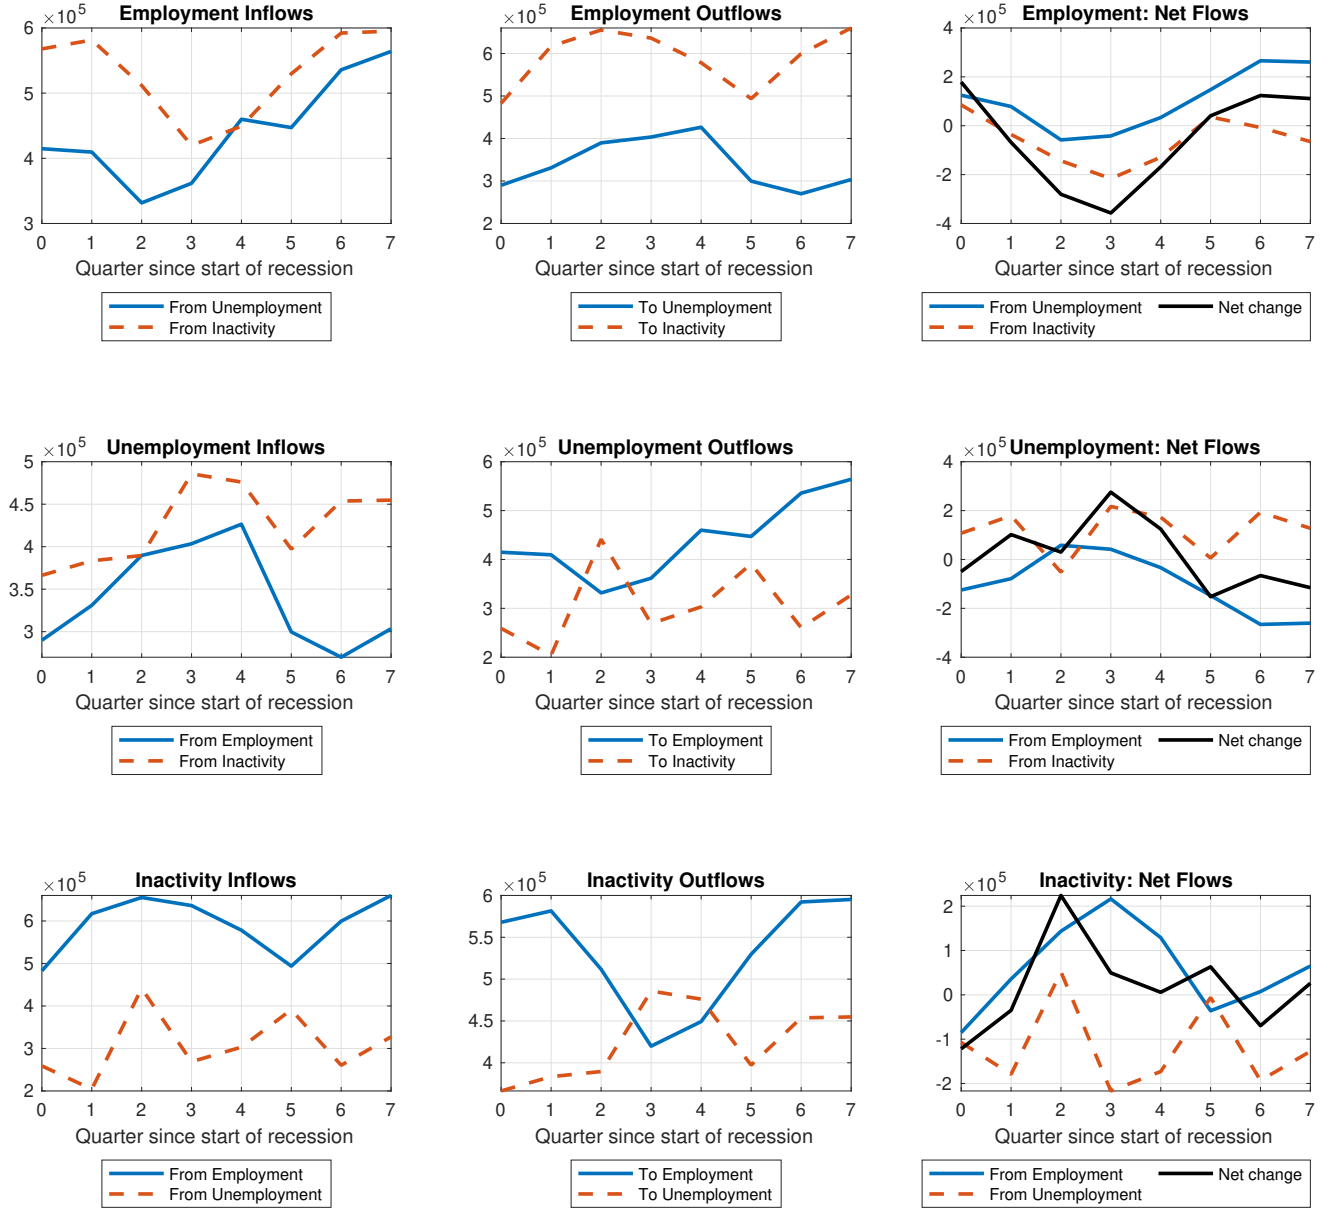 Employment Inflows
×10^5
6
5
4
3
0 1 2 3 4 5 6 7
Quarter since start of recession
From Unemployment
From Inactivity
Employment Outflows
×10^5
6
5
4
3
2
0 1 2 3 4 5 6 7
Quarter since start of recession
To Unemployment
To Inactivity
Employment: Net Flows
×10^5
4
2
0
-2
-4
0 1 2 3 4 5 6 7
Quarter since start of recession
From Unemployment
From Inactivity
Net change
Unemployment Inflows
×10^5
5
4.5
4
3.5
3
0 1 2 3 4 5 6 7
Quarter since start of recession
From Employment
From Inactivity
Unemployment Outflows
×10^5
6
5
4
3
2
0 1 2 3 4 5 6 7
Quarter since start of recession
To Employment
To Inactivity
Unemployment: Net Flows
×10^5
4
2
0
-2
-4
0 1 2 3 4 5 6 7
Quarter since start of recession
From Employment
From Inactivity
Net change
Inactivity Inflows
×10^5
6
5
4
3
2
0 1 2 3 4 5 6 7
Quarter since start of recession
From Employment
From Unemployment
Inactivity Outflows
×10^5
6
5.5
5
4.5
4
0 1 2 3 4 5 6 7
Quarter since start of recession
To Employment
To Unemployment
Inactivity: Net Flows
×10^5
2
1
0
-1
-2
0 1 2 3 4 5 6 7
Quarter since start of recession
From Employment
From Unemployment
Net change